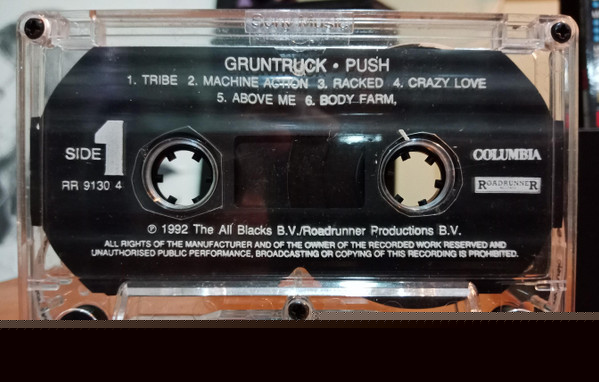 Sony Music
GRUNTRUCK • PUSH
1. TRIBE 2. MACHINE ACTION 3. RACKED 4. CRAZY LOVE
5. ABOVE ME 6. BODY FARM,
SIDE 1
COLUMBIA
RR 9130 4
ROADRUNNER
℗ 1992 The All Blacks B.V./Roadrunner Productions B.V.
ALL RIGHTS OF THE MANUFACTURER AND OF THE OWNER OF THE RECORDED WORK RESERVED AND
UNAUTHORISED PUBLIC PERFORMANCE, BROADCASTING OR COPYING OF THIS RECORDING IS PROHIBITED.